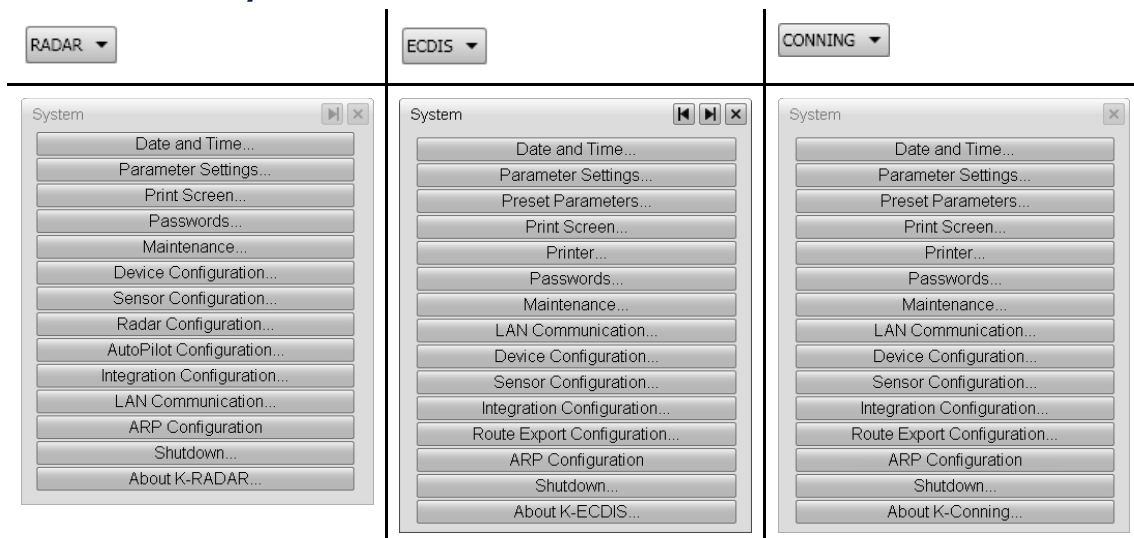 RADAR
ECDIS
CONNING
System
Date and Time...
Parameter Settings...
Print Screen...
Passwords...
Maintenance...
Device Configuration...
Sensor Configuration...
Radar Configuration...
AutoPilot Configuration...
Integration Configuration...
LAN Communication...
ARP Configuration
Shutdown...
About K-RADAR...
System
Date and Time...
Parameter Settings...
Preset Parameters...
Print Screen...
Printer...
Passwords...
Maintenance...
LAN Communication...
Device Configuration...
Sensor Configuration...
Integration Configuration...
Route Export Configuration...
ARP Configuration
Shutdown...
About K-ECDIS...
System
Date and Time...
Parameter Settings...
Preset Parameters...
Print Screen...
Printer...
Passwords...
Maintenance...
LAN Communication...
Device Configuration...
Sensor Configuration...
Integration Configuration...
Route Export Configuration...
ARP Configuration
Shutdown...
About K-Conning...